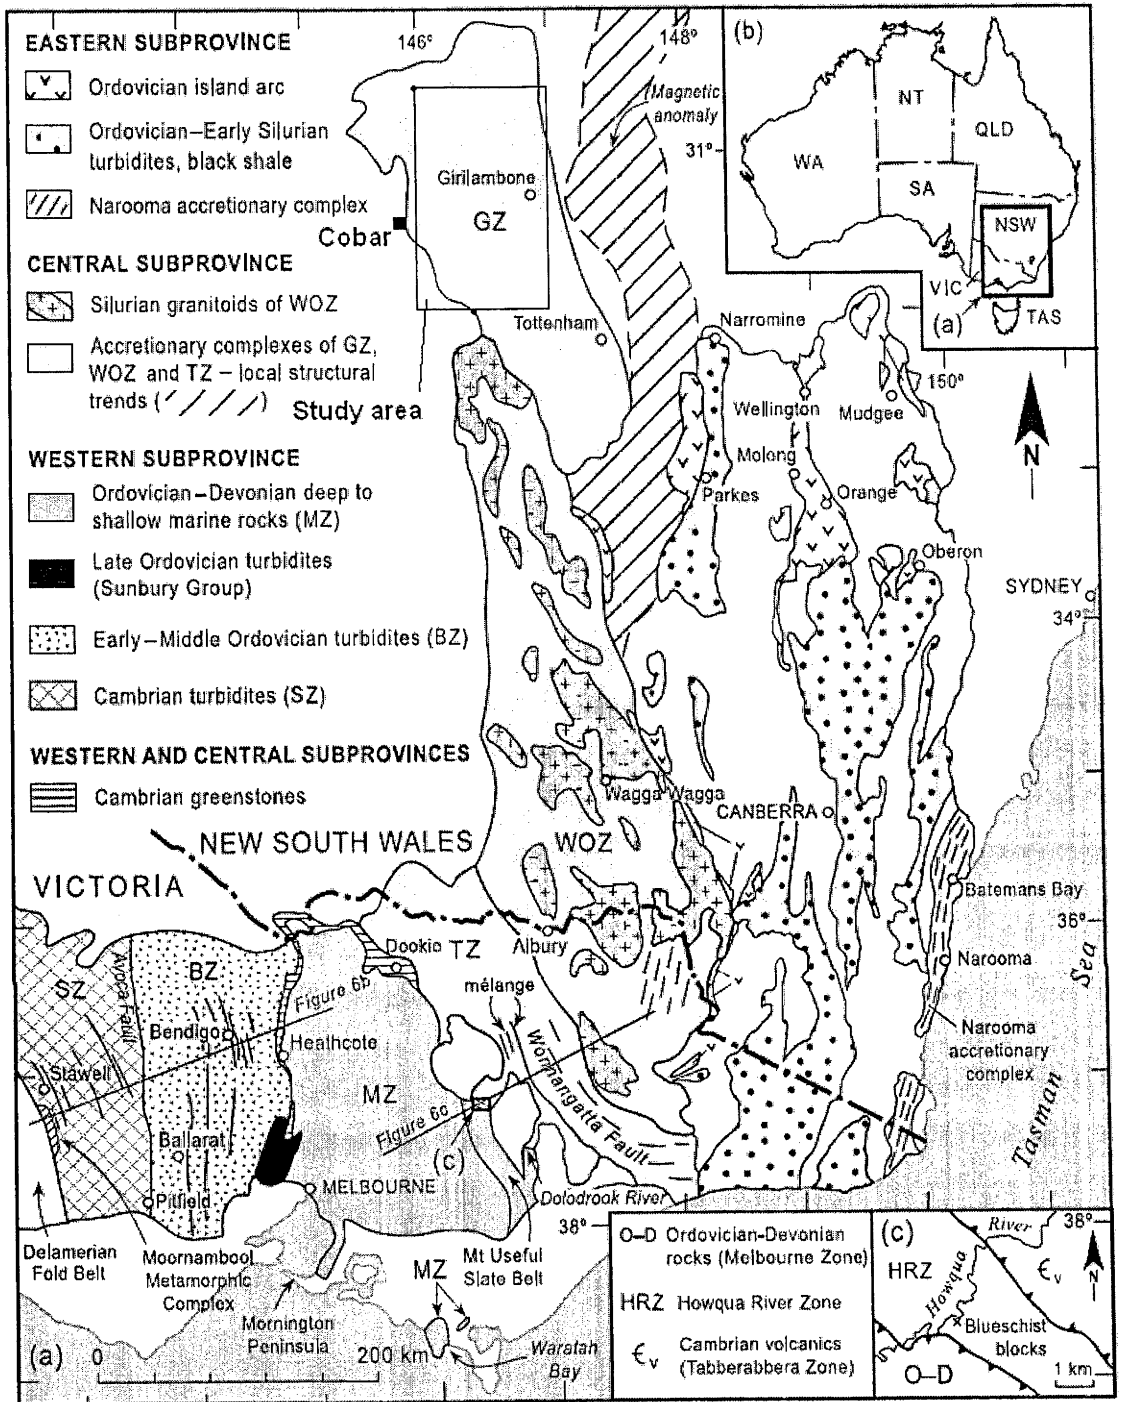 EASTERN SUBPROVINCE
Ordovician island arc
Ordovician–Early Silurian
turbidites, black shale
Narooma accretionary complex
CENTRAL SUBPROVINCE
Silurian granitoids of WOZ
Accretionary complexes of GZ,
WOZ and TZ – local structural
trends ( )
WESTERN SUBPROVINCE
Ordovician–Devonian deep to
shallow marine rocks (MZ)
Late Ordovician turbidites
(Sunbury Group)
Early–Middle Ordovician turbidites (BZ)
Cambrian turbidites (SZ)
WESTERN AND CENTRAL SUBPROVINCES
Cambrian greenstones
146°
148°
Magnetic
anomaly
31°
Girilambone
GZ
Cobar
Tottenham
Study area
(b)
NT
QLD
WA
SA
NSW
VIC
(a)
TAS
150°
N
Narromine
Wellington
Mudgee
Molong
Parkes
Orange
Oberon
SYDNEY
34°
Wagga Wagga
CANBERRA
NEW SOUTH WALES
WOZ
VICTORIA
Batemans Bay
36°
Dookie
TZ
Albury
Narooma
Tasman Sea
BZ
SZ
Avoca Fault
Figure 6b
mélange
Bendigo
Heathcote
Stawell
MZ
Wonnangatta Fault
Narooma
accretionary
complex
Figure 6c
(c)
Ballarat
MELBOURNE
Pitfield
Dolodrook River
38°
Delamerian
Fold Belt
Moornambool
Metamorphic
Complex
Mt Useful
Slate Belt
MZ
Mornington
Peninsula
Waratah
Bay
(a)
0
200 km
O–D Ordovician-Devonian
rocks (Melbourne Zone)
HRZ Howqua River Zone
Єv Cambrian volcanics
(Tabberabbera Zone)
(c)
River
38°
HRZ
Howqua
Єv
N
Blueschist
blocks
O–D
1 km